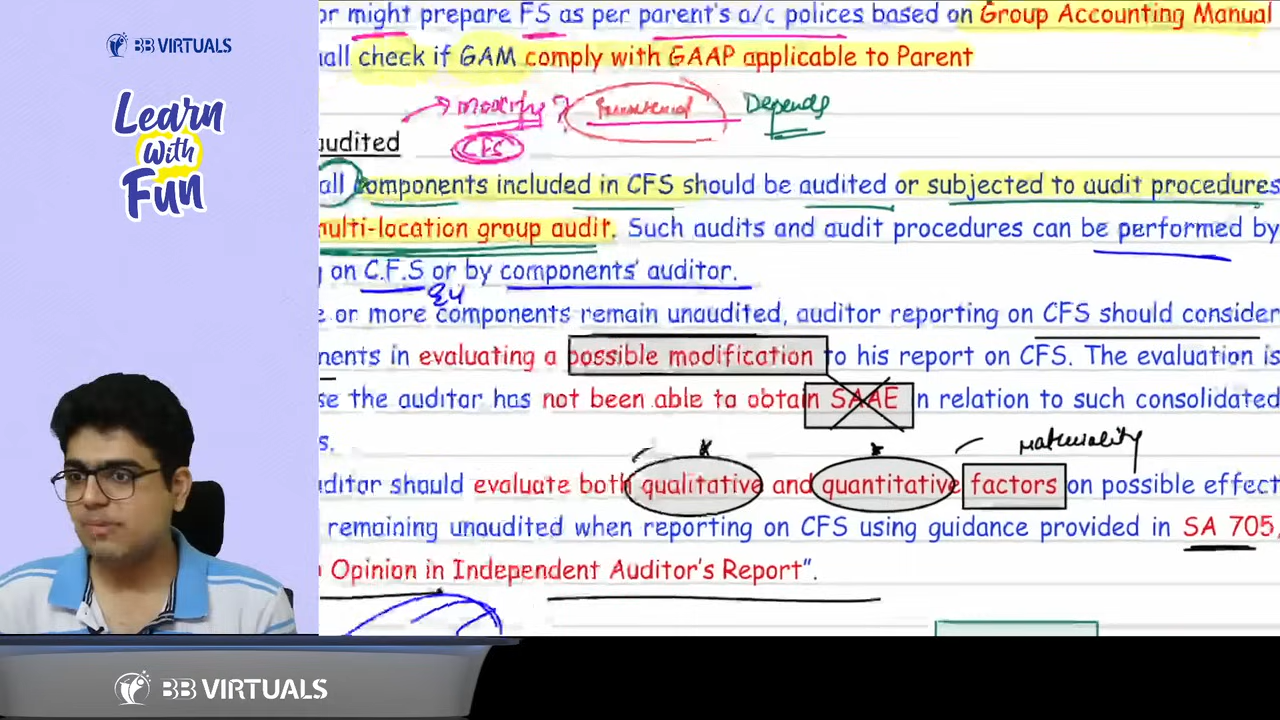 BB VIRTUALS
Learn
With
Fun
or might prepare FS as per parent's a/c polices based on Group Accounting Manual
all check if GAM comply with GAAP applicable to Parent
modify ? Depends
udited
CFS
all components included in CFS should be audited or subjected to audit procedures
multi-location group audit. Such audits and audit procedures can be performed by
on C.F.S or by components' auditor.
e or more components remain unaudited, auditor reporting on CFS should consider
nents in evaluating a possible modification to his report on CFS. The evaluation is
se the auditor has not been able to obtain SAAE n relation to such consolidated
s.
materiality
uditor should evaluate both qualitative and quantitative factors on possible effect
remaining unaudited when reporting on CFS using guidance provided in SA 705,
Opinion in Independent Auditor's Report”.
BB VIRTUALS